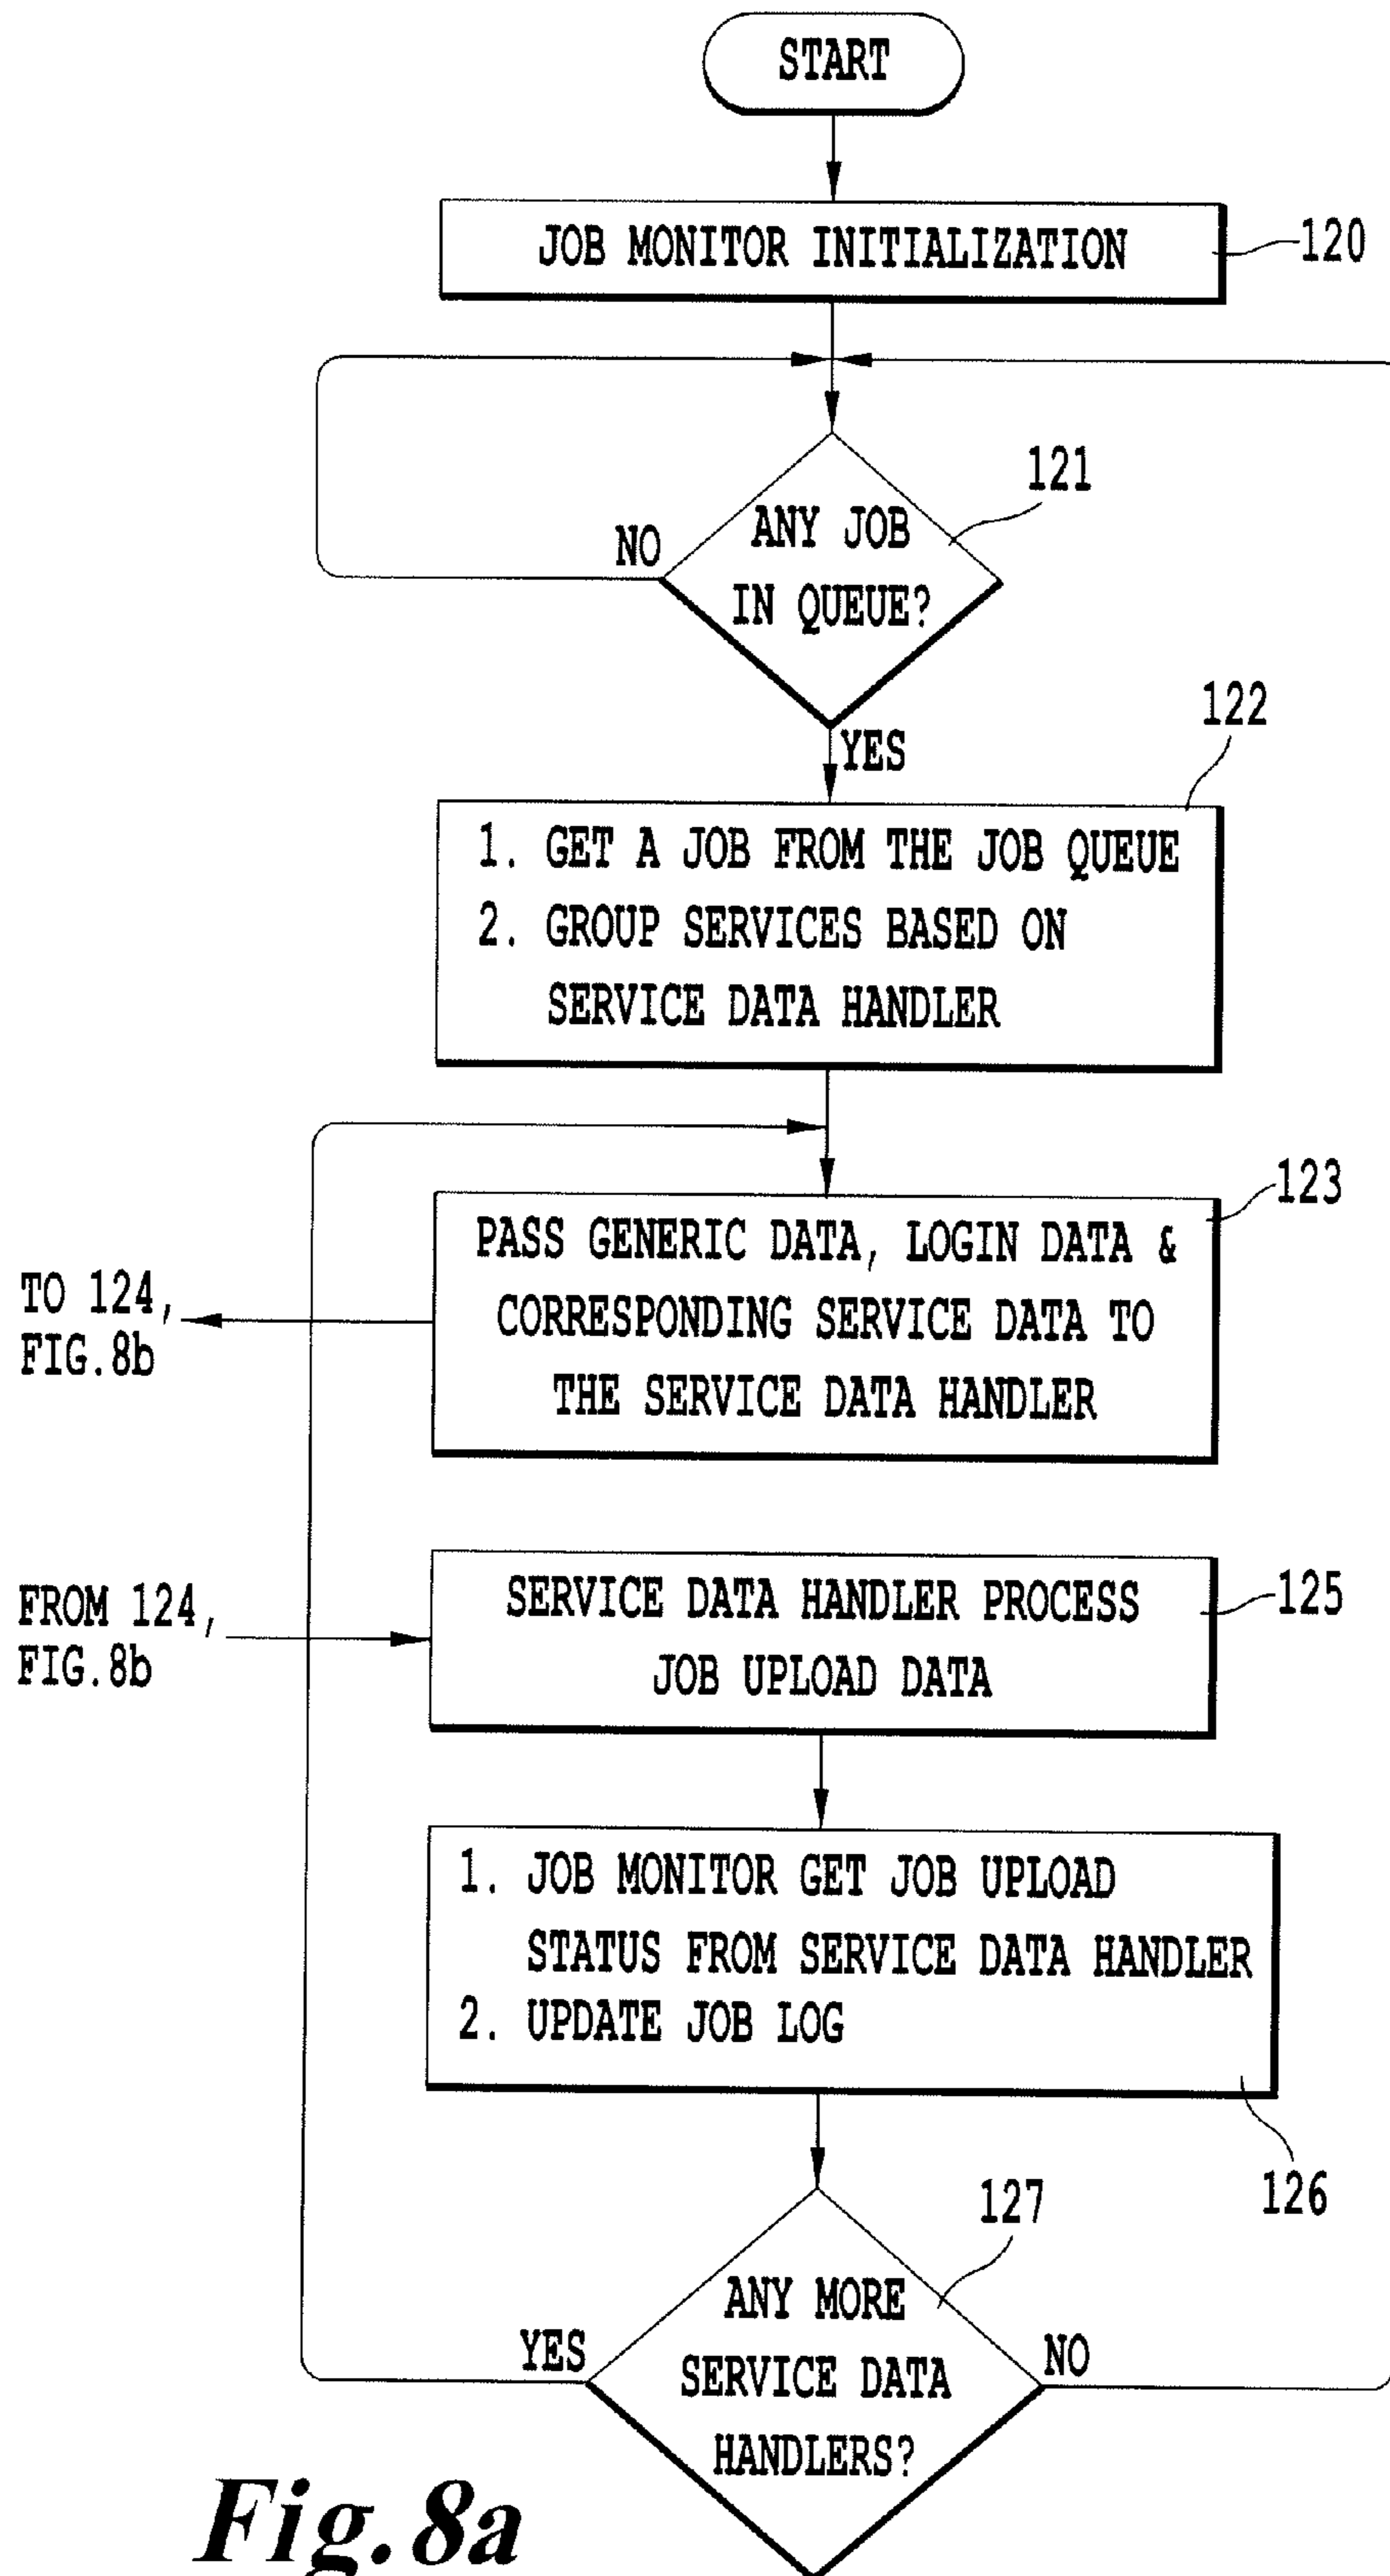 START
JOB MONITOR INITIALIZATION
120
121
ANY JOB
IN QUEUE?
NO
YES
122
1. GET A JOB FROM THE JOB QUEUE
2. GROUP SERVICES BASED ON
SERVICE DATA HANDLER
123
PASS GENERIC DATA, LOGIN DATA &
CORRESPONDING SERVICE DATA TO
THE SERVICE DATA HANDLER
TO 124,
FIG.8b
FROM 124,
FIG.8b
SERVICE DATA HANDLER PROCESS
JOB UPLOAD DATA
125
1. JOB MONITOR GET JOB UPLOAD
STATUS FROM SERVICE DATA HANDLER
2. UPDATE JOB LOG
126
127
ANY MORE
SERVICE DATA
HANDLERS?
YES
NO
Fig. 8a